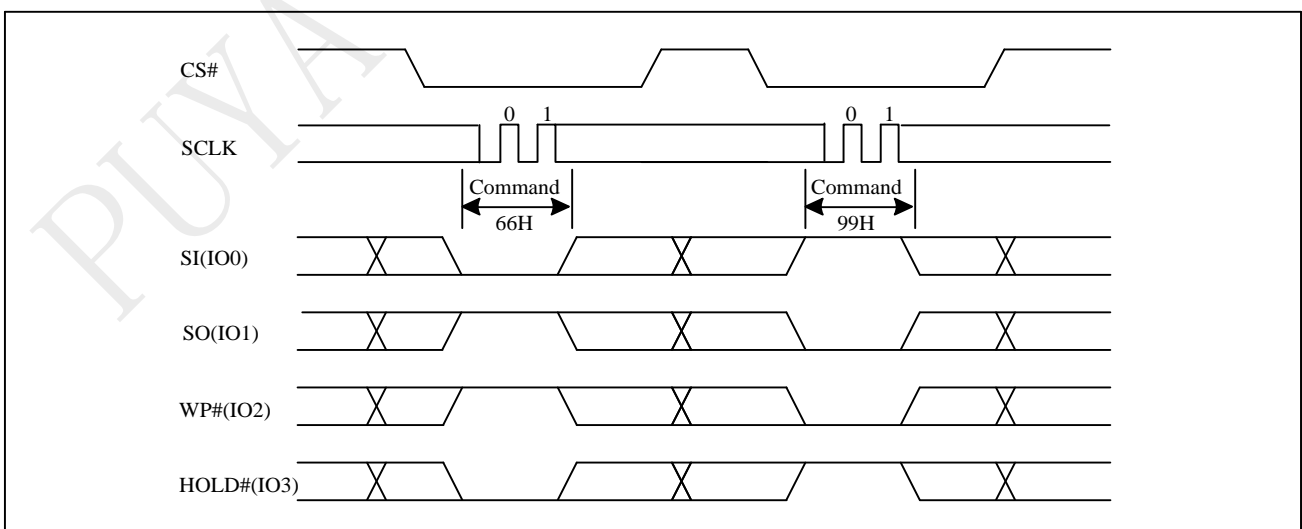 PUYA
CS#
0 1 0 1
SCLK
Command Command
66H 99H
SI(IO0)
SO(IO1)
WP#(IO2)
HOLD#(IO3)